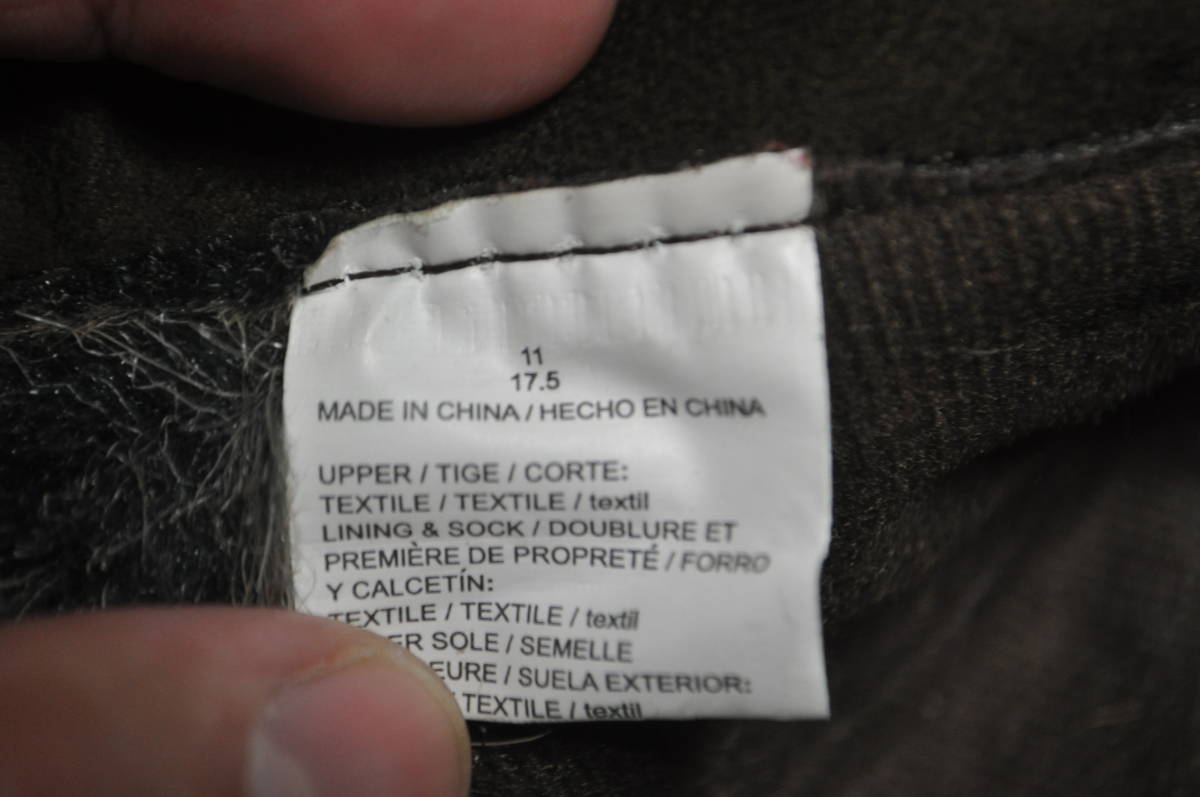 11
17.5
MADE IN CHINA / HECHO EN CHINA
UPPER / TIGE / CORTE:
TEXTILE / TEXTILE / textil
LINING & SOCK / DOUBLURE ET
PREMIÈRE DE PROPRETÉ / FORRO
Y CALCETÍN:
TEXTILE / TEXTILE / textil
SOLE / SEMELLE
/ SUELA EXTERIOR:
TEXTILE / textil